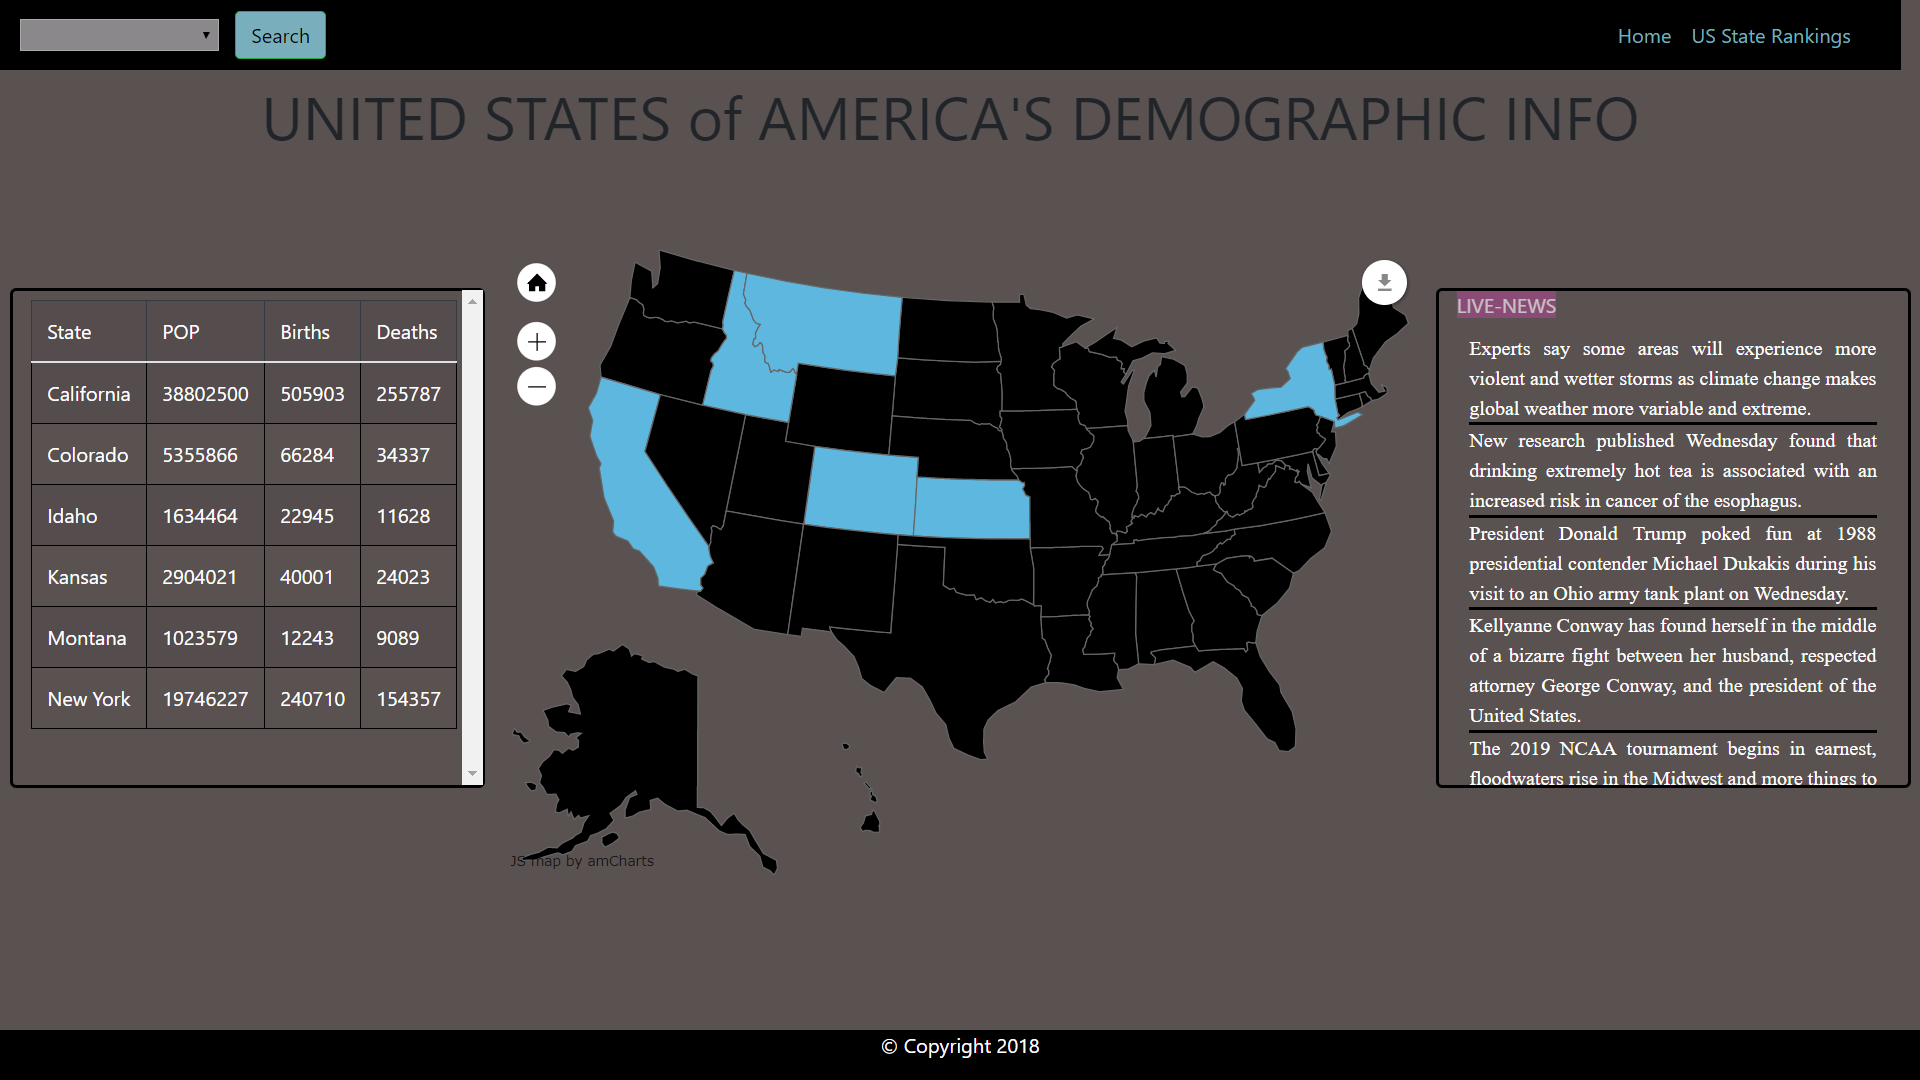 Search
Home US State Rankings
UNITED STATES of AMERICA'S DEMOGRAPHIC INFO
State POP Births Deaths
California 38802500 505903 255787
Colorado 5355866 66284 34337
Idaho 1634464 22945 11628
Kansas 2904021 40001 24023
Montana 1023579 12243 9089
New York 19746227 240710 154357
JS map by amCharts
LIVE-NEWS
Experts say some areas will experience more
violent and wetter storms as climate change makes
global weather more variable and extreme.
New research published Wednesday found that
drinking extremely hot tea is associated with an
increased risk in cancer of the esophagus.
President Donald Trump poked fun at 1988
presidential contender Michael Dukakis during his
visit to an Ohio army tank plant on Wednesday.
Kellyanne Conway has found herself in the middle
of a bizarre fight between her husband, respected
attorney George Conway, and the president of the
United States.
The 2019 NCAA tournament begins in earnest,
floodwaters rise in the Midwest and more things to
© Copyright 2018